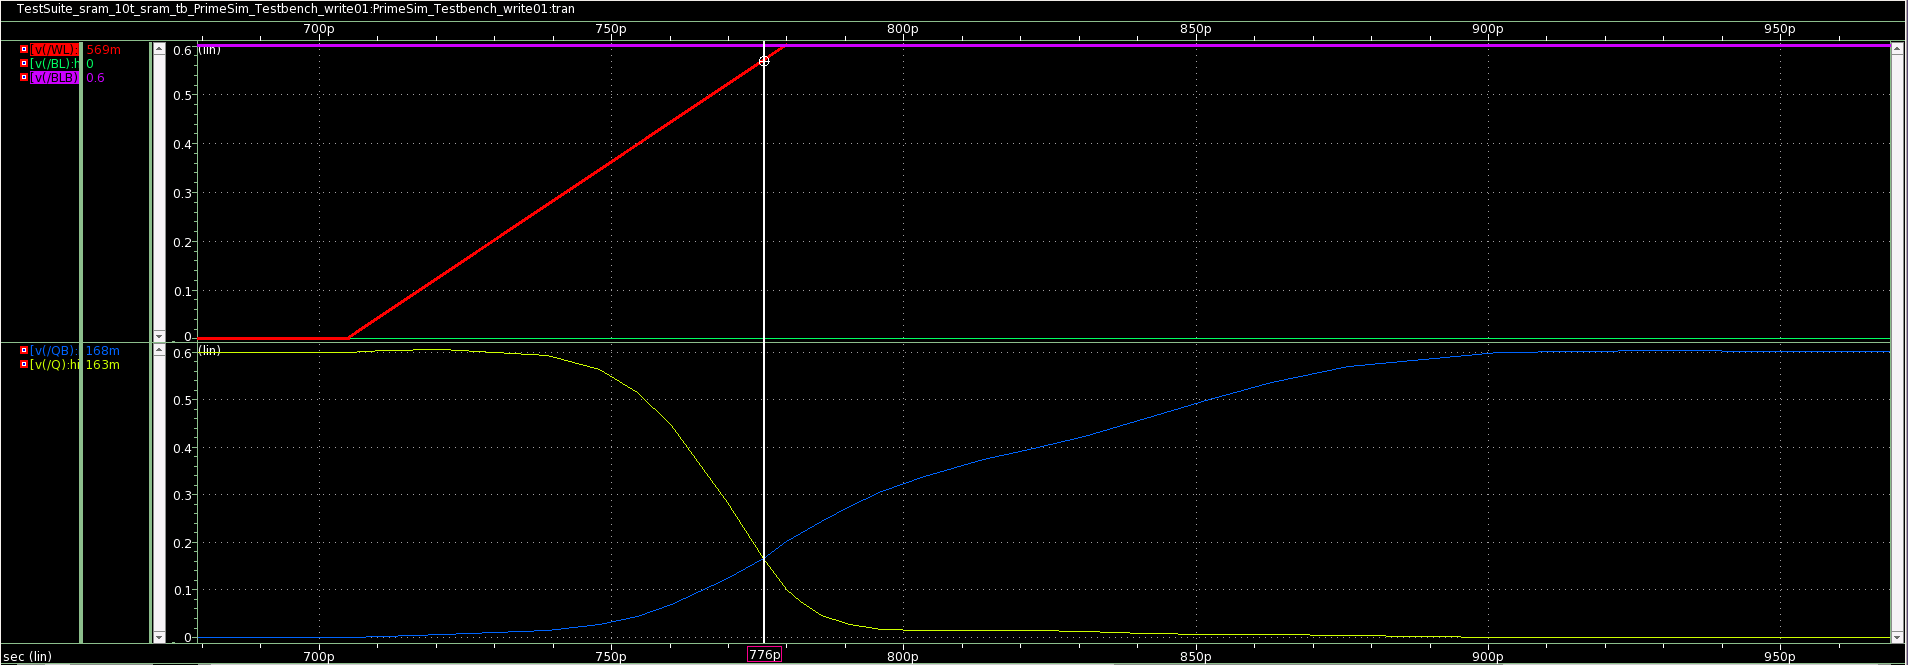 TestSuite_sram_10t_sram_tb_PrimeSim_Testbench_write01:PrimeSim_Testbench_write01:tran
700p 750p 800p 850p 900p 950p
[v(/WL): 569m
[v(/BL):h 0
[v(/BLB) 0.6
0.6 (lin)
0.5
0.4
0.3
0.2
0.1
0
[v(/QB): 168m
[v(/Q):hi 163m
0.6 (lin)
0.5
0.4
0.3
0.2
0.1
0
sec (lin) 700p 750p 776p 800p 850p 900p 950p